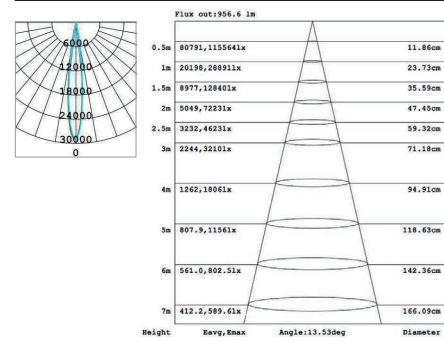 Flux out:956.6 lm
6000
12000
18000
24000
30000
0
0.5m 80791,115564lx 11.86cm
1m 20198,28891lx 23.73cm
1.5m 8977,12840lx 35.59cm
2m 5049,7223lx 47.45cm
2.5m 3232,4623lx 59.32cm
3m 2244,3210lx 71.18cm
4m 1262,1806lx 94.91cm
5m 807.9,1156lx 118.63cm
6m 561.0,802.5lx 142.36cm
7m 412.2,589.6lx 166.09cm
Height Eavg,Emax Angle:13.53deg Diameter